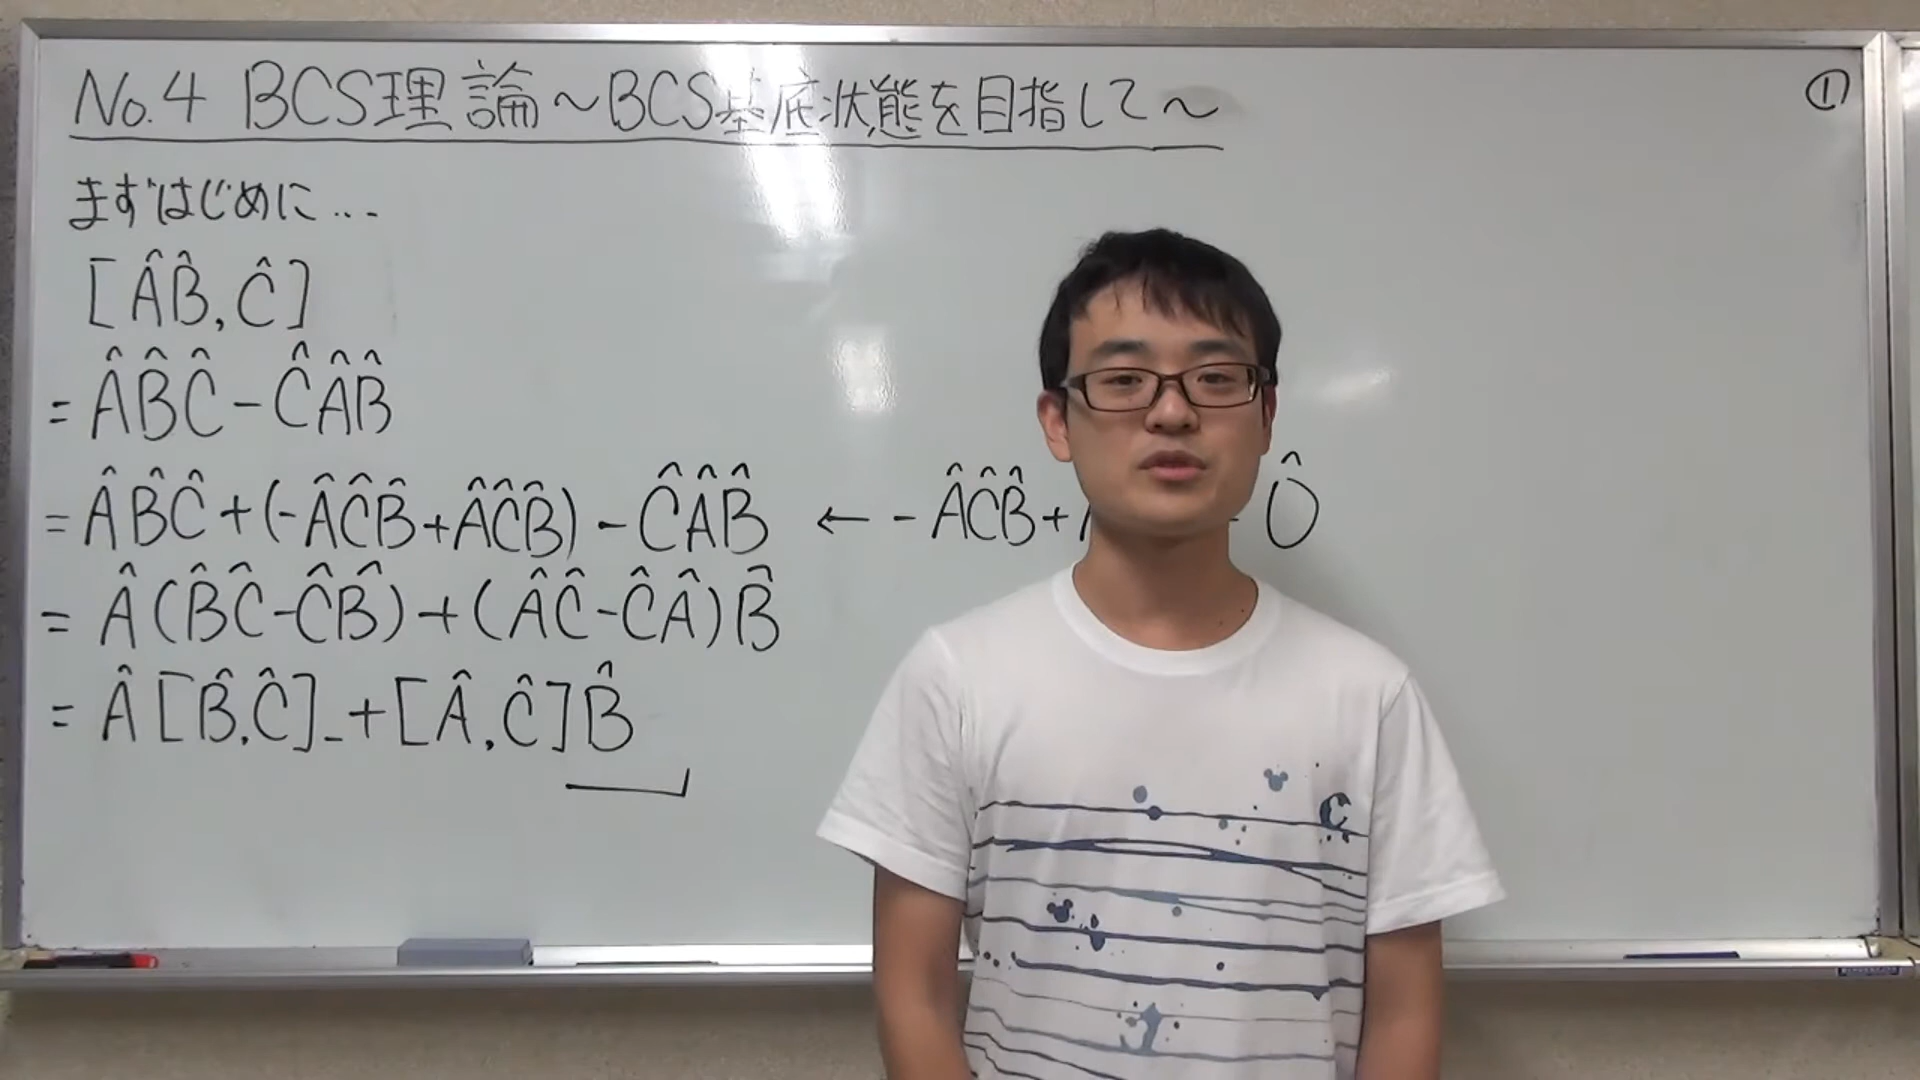 No.4 BCS理論～BCS基底状態を目指して～
①
まずはじめに...
[ÂB̂,Ĉ]
=ÂB̂Ĉ-ĈÂB̂
=ÂB̂Ĉ+(-ÂĈB̂+ÂĈB̂)-ĈÂB̂ ← -ÂĈB̂+ Ô
=Â(B̂Ĉ-ĈB̂)+(ÂĈ-ĈÂ)B̂
=Â[B̂,Ĉ]_+[Â,Ĉ]B̂